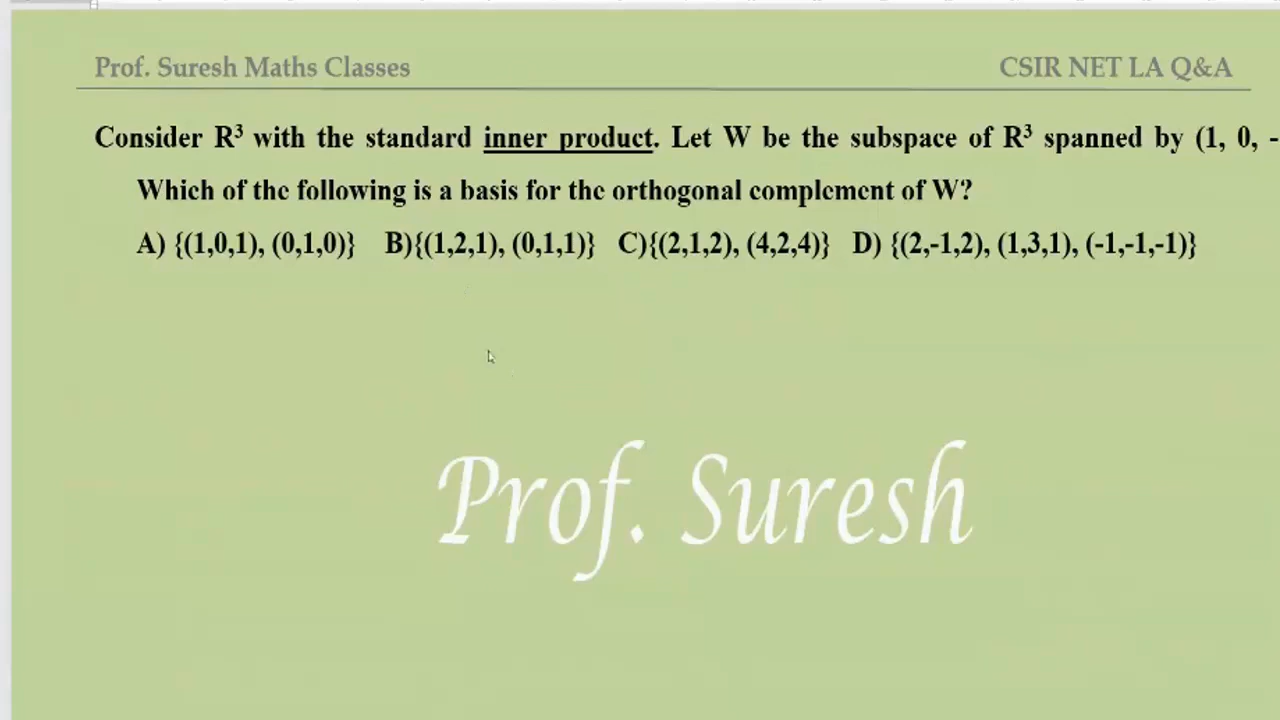 Prof. Suresh Maths Classes CSIR NET LA Q&A
Consider R³ with the standard inner product. Let W be the subspace of R³ spanned by (1, 0, -
Which of the following is a basis for the orthogonal complement of W?
A) {(1,0,1), (0,1,0)} B){(1,2,1), (0,1,1)} C){(2,1,2), (4,2,4)} D) {(2,-1,2), (1,3,1), (-1,-1,-1)}
Prof. Suresh